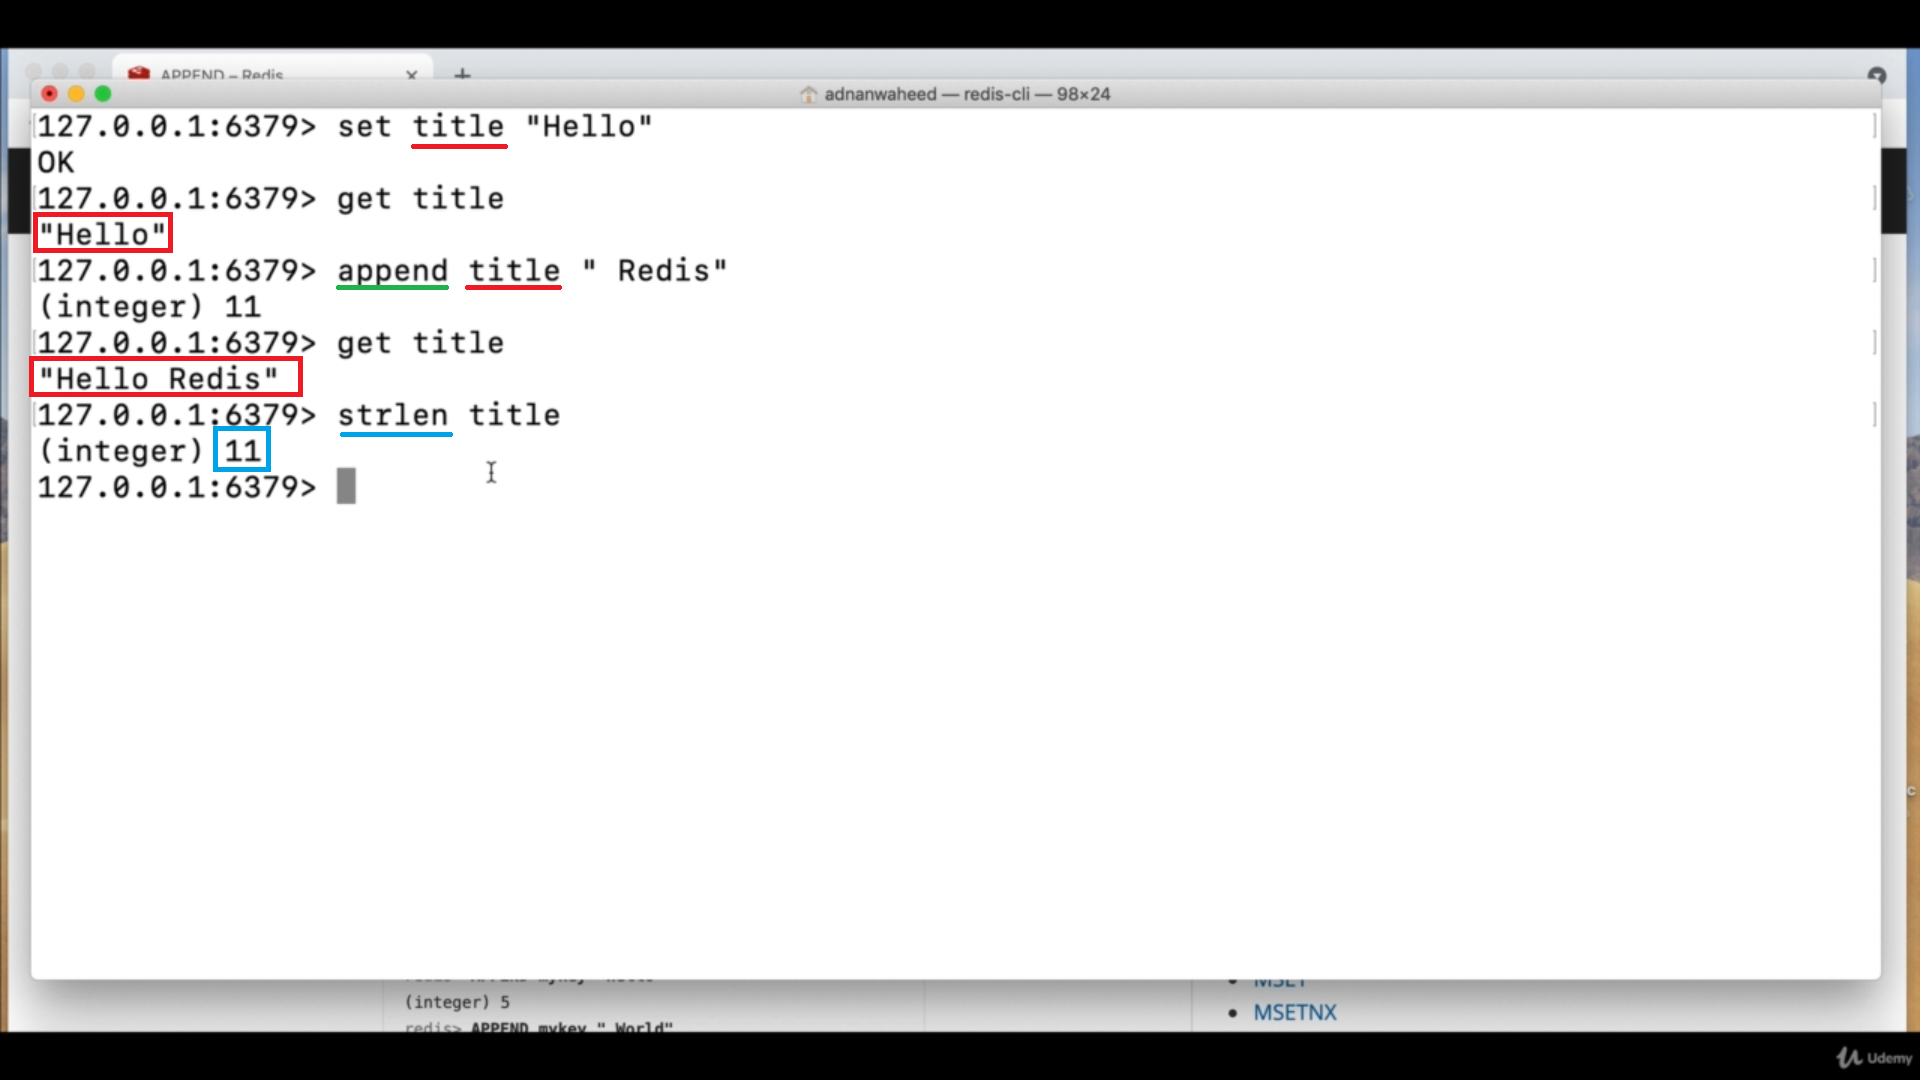 APPEND – Redis
adnanwaheed — redis-cli — 98×24
127.0.0.1:6379> set title "Hello"
OK
127.0.0.1:6379> get title
"Hello"
127.0.0.1:6379> append title " Redis"
(integer) 11
127.0.0.1:6379> get title
"Hello Redis"
127.0.0.1:6379> strlen title
(integer) 11
127.0.0.1:6379>
MSET
(integer) 5
MSETNX
redis> APPEND mykey " World"
Udemy